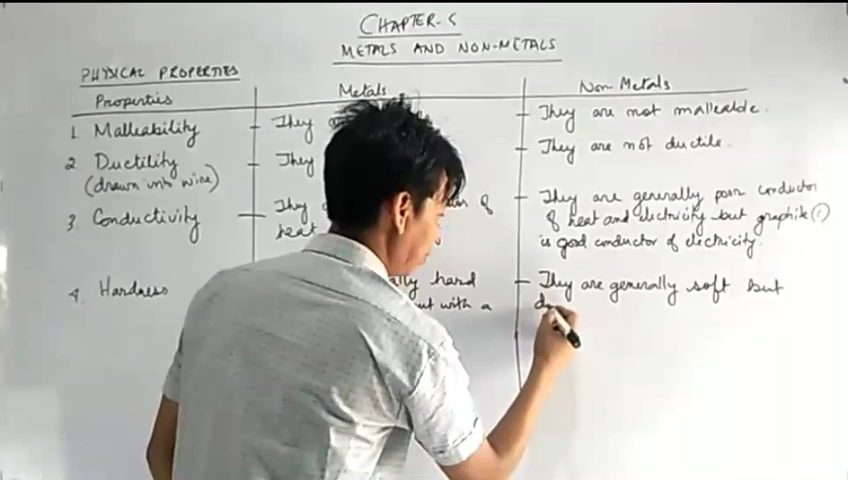 CHAPTER-5
METALS AND NON-METALS
PHYSICAL PROPERTIES
Properties
Metals
Non Metals
1. Malleability
- They
- They are not malleable.
2. Ductility
(drawn into wire)
- They
- They are not ductile.
3. Conductivity
- They
of
heat
- They are generally poor conductor
of heat and electricity but graphite (C)
is good conductor of electricity.
4. Hardness
hard
with a
- They are generally soft but